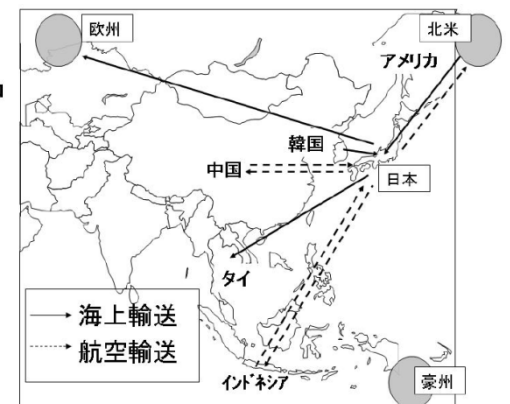 欧州
北米
アメリカ
韓国
中国
日本
タイ
海上輸送
航空輸送
インドネシア
豪州